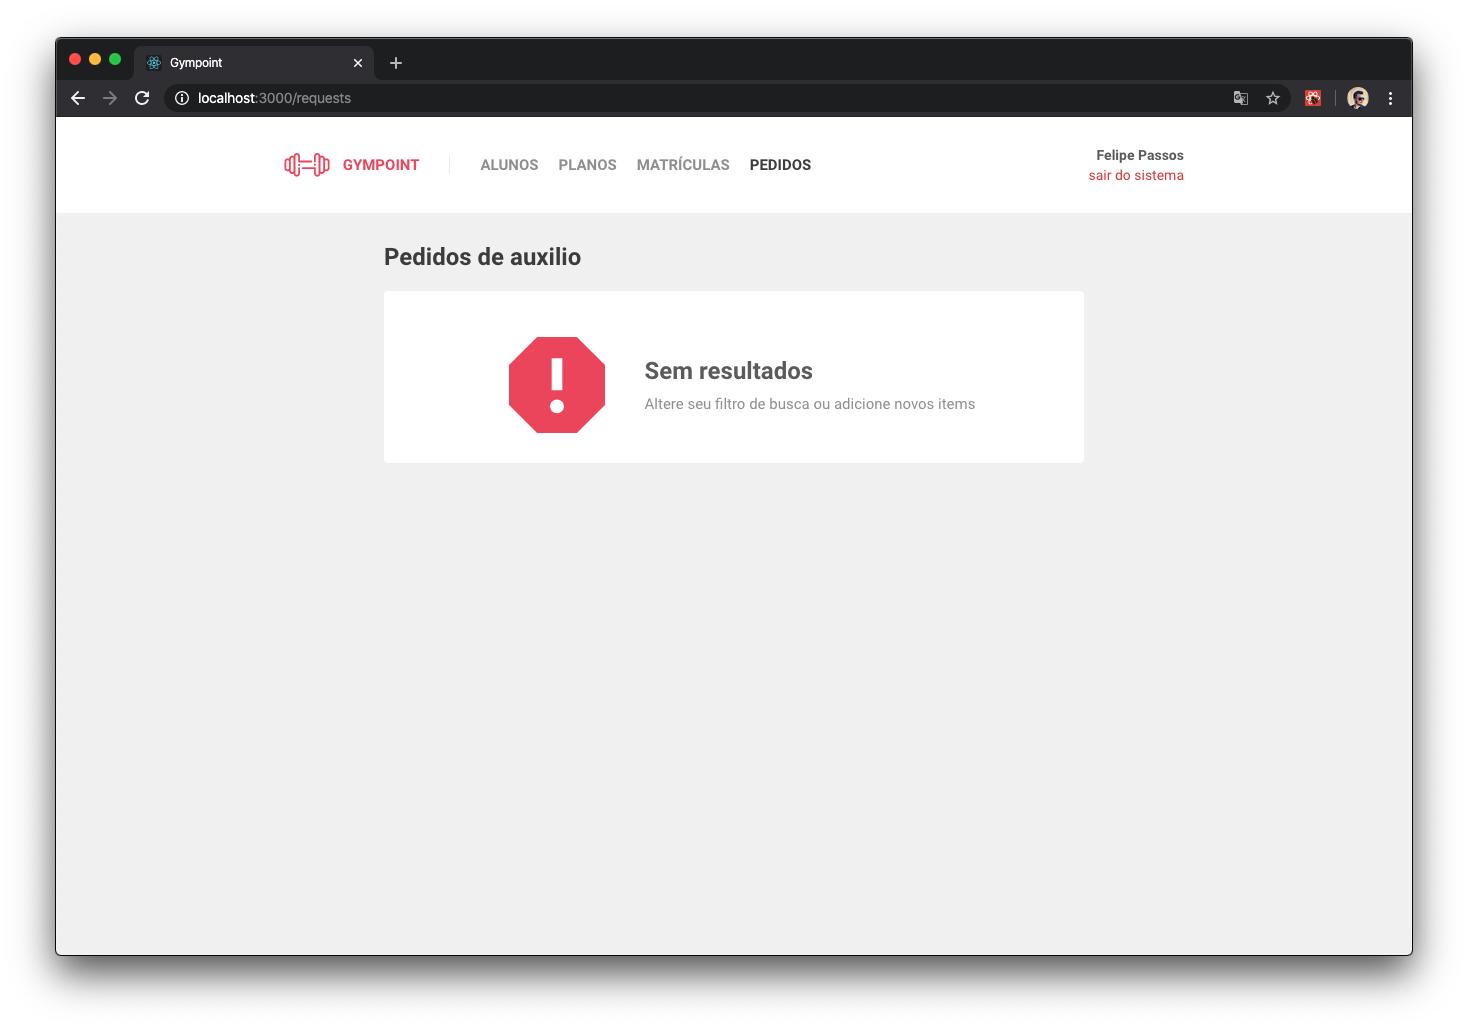 Gympoint
localhost:3000/requests
GYMPOINT
ALUNOS PLANOS MATRÍCULAS PEDIDOS
Felipe Passos
sair do sistema
Pedidos de auxilio
Sem resultados
Altere seu filtro de busca ou adicione novos items